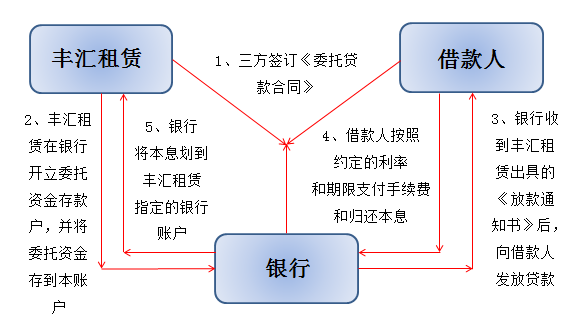 丰汇租赁
借款人
1、三方签订《委托贷
款合同》
2、丰汇租
赁在银行
开立委托
资金存款
户，并将
委托资金
存到本账
户
5、银行
将本息划到
丰汇租赁
指定的银行
账户
4、借款人按照
约定的利率
和期限支付手续费
和归还本息
3、银行收
到丰汇租
赁出具的
《放款通
知书》后，
向借款人
发放贷款
银行